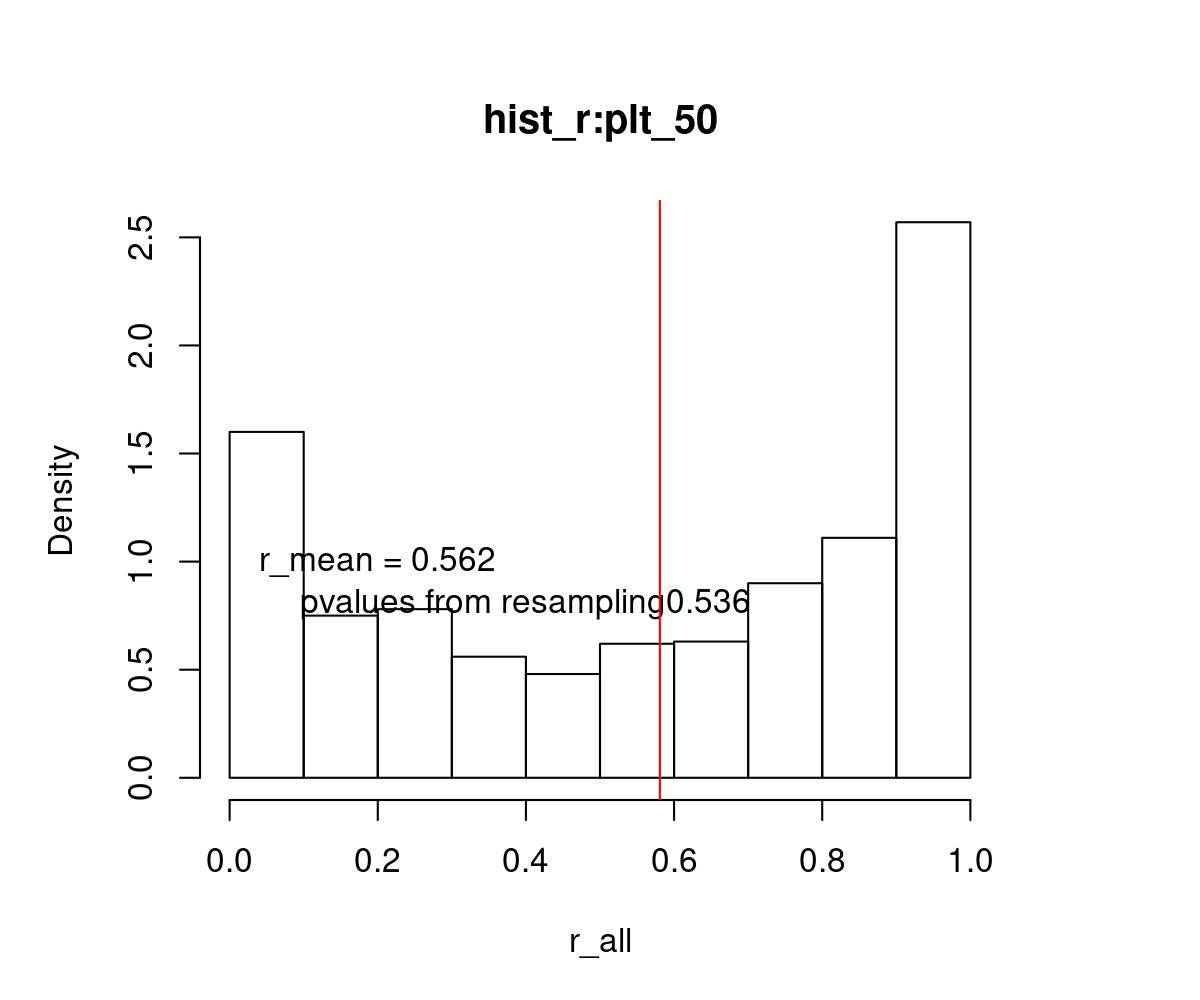 hist_r:plt_50
Density
2.5
2.0
1.5
1.0
0.5
0.0
r_mean = 0.562
pvalues from resampling0.536
0.0 0.2 0.4 0.6 0.8 1.0
r_all